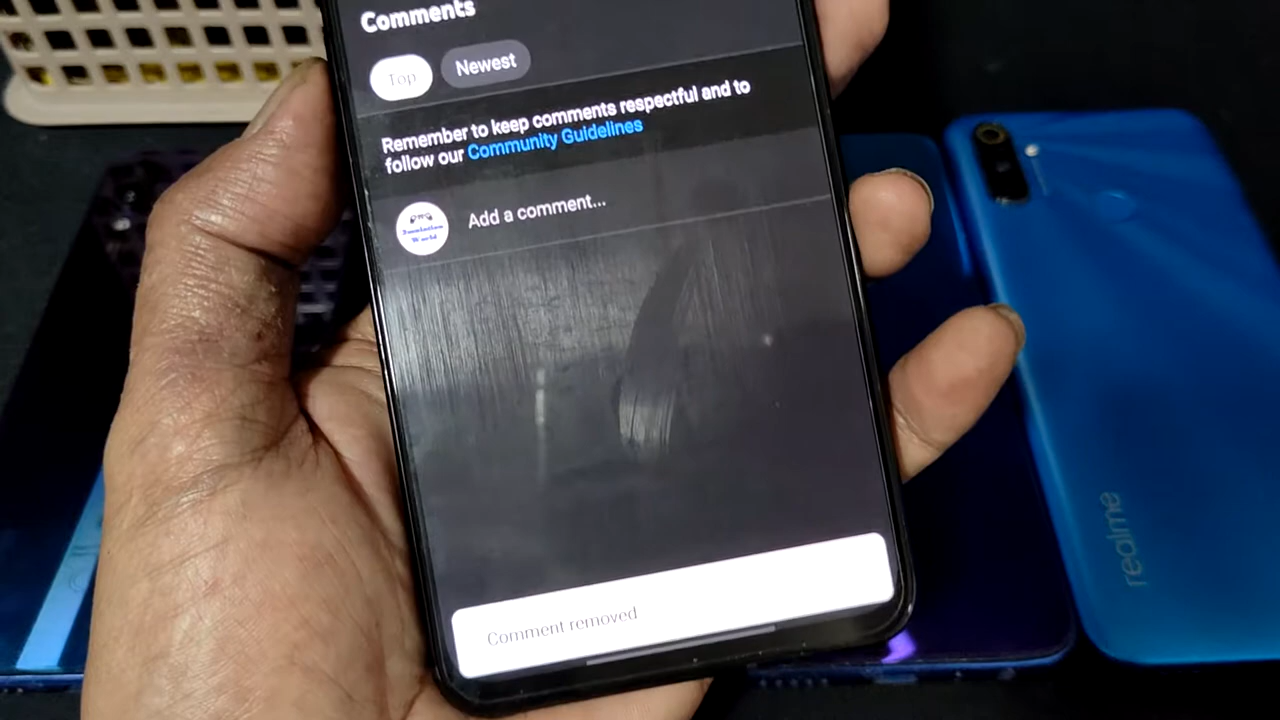 Comments
Top
Newest
Remember to keep comments respectful and to
follow our Community Guidelines
Add a comment...
Comment removed
realme